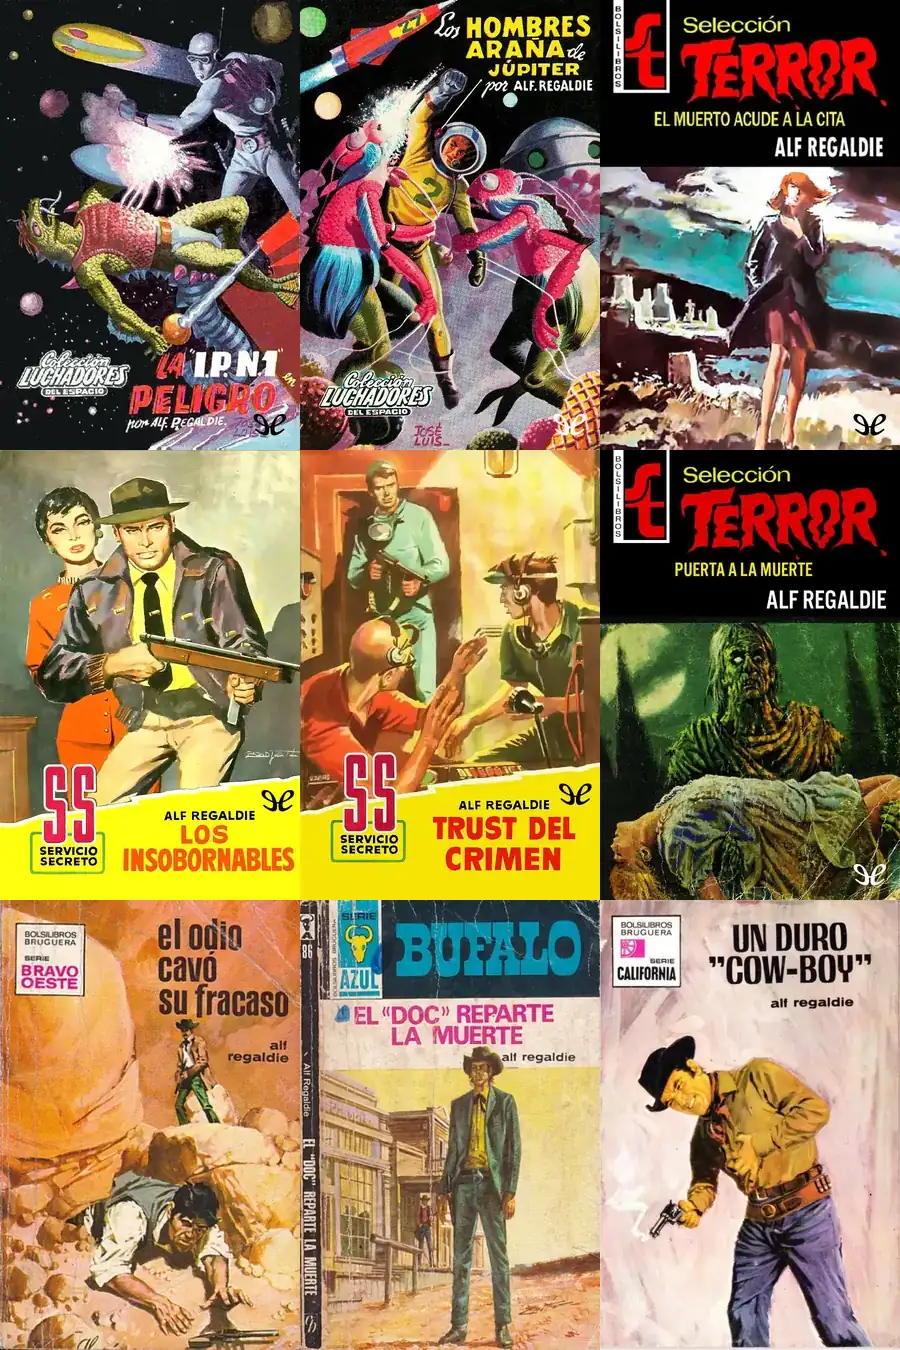 Colección
LUCHADORES
DEL ESPACIO
LA "I.P.N.1"
en
PELIGRO
por ALF. REGALDIE.
27
Los HOMBRES
ARAÑA de
JÚPITER
por ALF. REGALDIE
2
Colección
LUCHADORES
DEL ESPACIO
JOSÉ
LUIS-
BOLSILIBROS
Selección
TERROR
EL MUERTO ACUDE A LA CITA
ALF REGALDIE
SS
SERVICIO
SECRETO
ALF REGALDIE
LOS
INSOBORNABLES
SS
SERVICIO
SECRETO
ALF REGALDIE
TRUST DEL
CRIMEN
BOLSILIBROS
Selección
TERROR
PUERTA A LA MUERTE
ALF REGALDIE
BOLSILIBROS
BRUGUERA
SERIE
BRAVO
OESTE
el odio
cavó
su fracaso
alf
regaldie
86
BOLSILIBROS BRUGUERA
Alf Regaldie
EL "DOC" REPARTE LA MUERTE
SERIE
AZUL
BUFALO
EL "DOC" REPARTE
LA MUERTE
alf regaldie
BOLSILIBROS
BRUGUERA
SERIE
CALIFORNIA
UN DURO
"COW-BOY"
alf regaldie